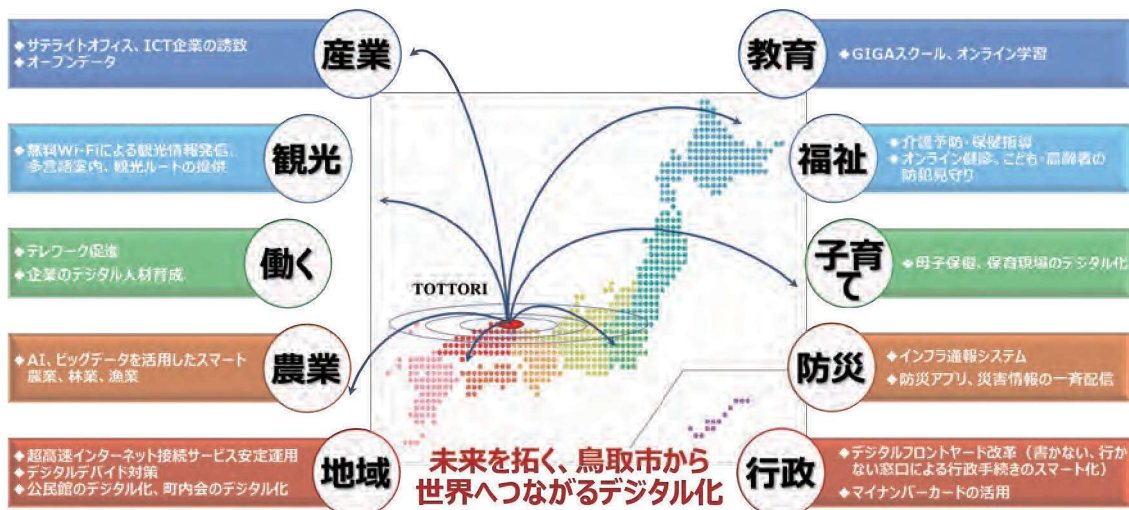 産業
◆サテライトオフィス、ICT企業の誘致
◆オープンデータ
観光
◆無料Wi-Fiによる観光情報発信、
多言語案内、観光ルートの提供
働く
◆テレワーク促進
◆企業のデジタル人材育成
農業
◆AI、ビッグデータを活用したスマート
農業、林業、漁業
地域
◆超高速インターネット接続サービス安定運用
◆デジタルデバイド対策
◆公民館のデジタル化、町内会のデジタル化
TOTTORI
未来を拓く、鳥取市から
世界へつながるデジタル化
教育
◆GIGAスクール、オンライン学習
福祉
◆介護予防・保健指導
◆オンライン健診、こども・高齢者の
防犯見守り
子育
て
◆母子保健、保育現場のデジタル化
防災
◆インフラ通報システム
◆防災アプリ、災害情報の一斉配信
行政
◆デジタルフロントヤード改革（書かない、行か
ない窓口による行政手続きのスマート化）
◆マイナンバーカードの活用